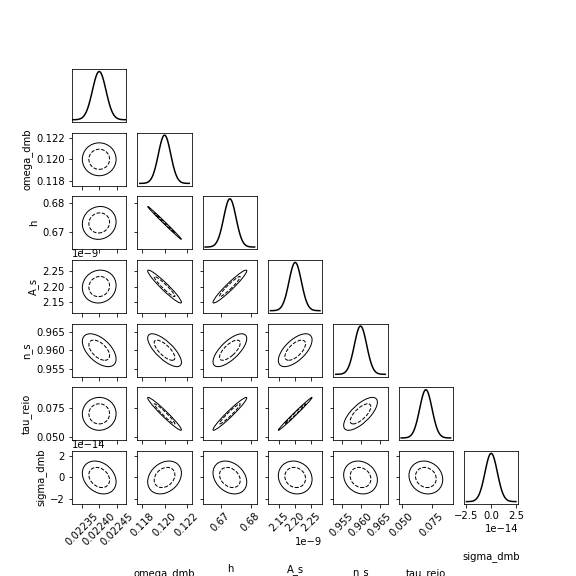 omega_dmb
0.122
0.120
0.118
h
0.68
0.67
1e−9
A_s
2.25
2.20
2.15
n_s
0.965
0.960
0.955
tau_reio
0.075
0.050
1e−14
sigma_dmb
2
0
−2
0.02235 0.02240 0.02245 0.118 0.120 0.122 0.67 0.68 2.15 2.20 2.25 0.955 0.960 0.965 0.050 0.075 −2.5 0.0 2.5
1e−9 1e−14
sigma_dmb
omega_dmb h A_s n_s tau_reio